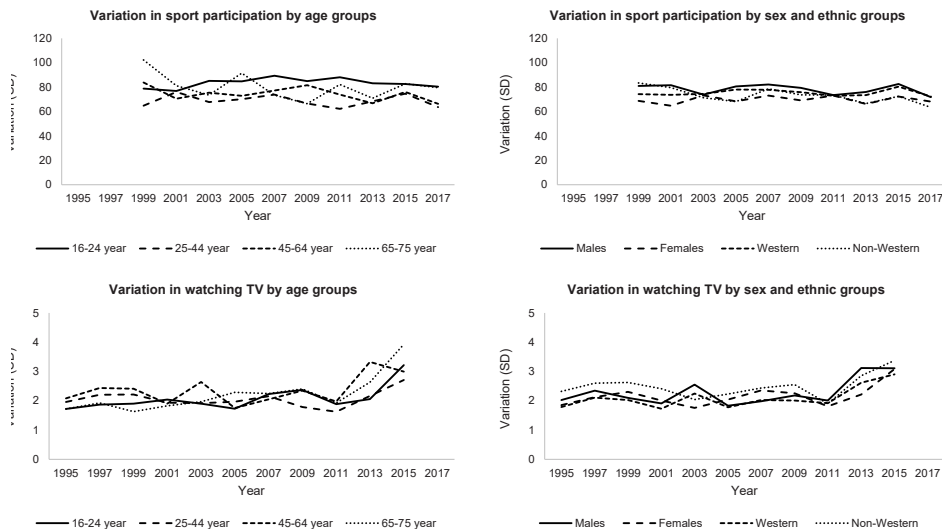 Variation in sport participation by age groups
Variation (SD)
120
100
80
60
40
20
0
1995 1997 1999 2001 2003 2005 2007 2009 2011 2013 2015 2017
Year
16-24 year 25-44 year 45-64 year 65-75 year
Variation in sport participation by sex and ethnic groups
Variation (SD)
120
100
80
60
40
20
0
1995 1997 1999 2001 2003 2005 2007 2009 2011 2013 2015 2017
Year
Males Females Western Non-Western
Variation in watching TV by age groups
Variation (SD)
5
4
3
2
1
0
1995 1997 1999 2001 2003 2005 2007 2009 2011 2013 2015 2017
Year
16-24 year 25-44 year 45-64 year 65-75 year
Variation in watching TV by sex and ethnic groups
Variation (SD)
5
4
3
2
1
0
1995 1997 1999 2001 2003 2005 2007 2009 2011 2013 2015 2017
Year
Males Females Western Non-Western